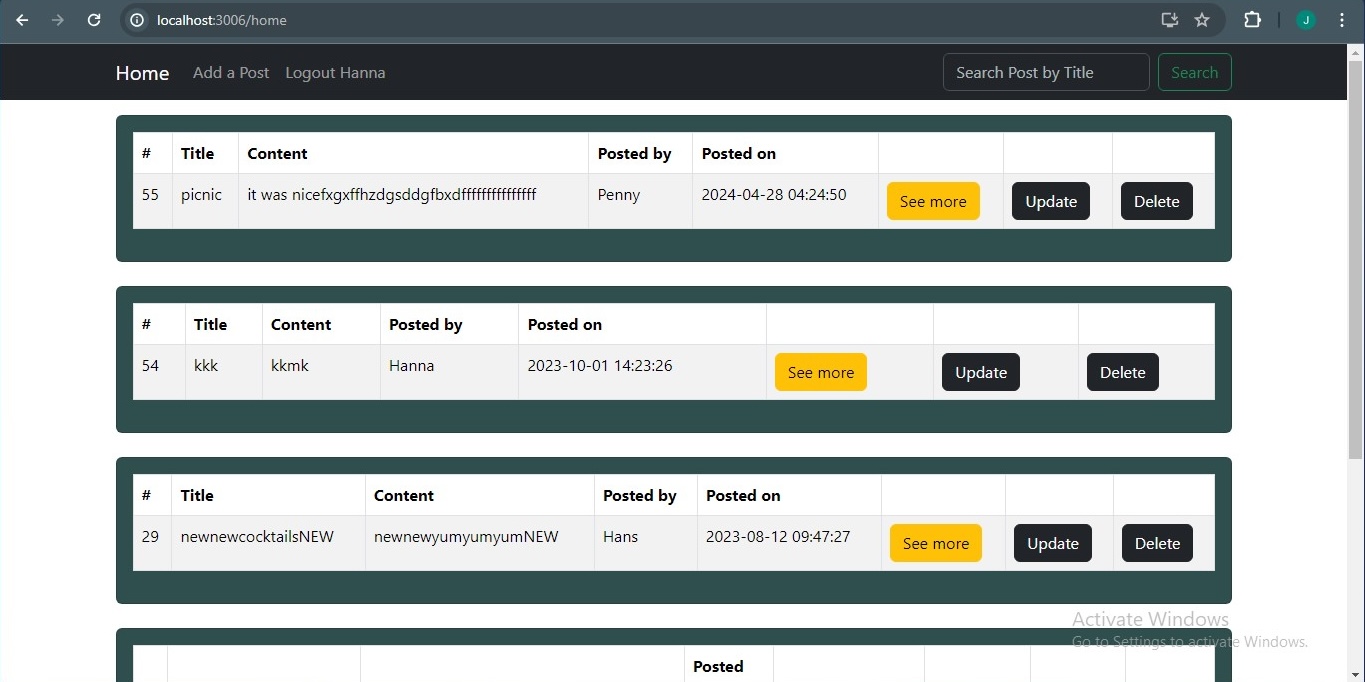 localhost:3006/home
J
Home Add a Post Logout Hanna Search Post by Title Search
# Title Content Posted by Posted on
55 picnic it was nicefxgxffhzdgsddgfbxdfffffffffffffff Penny 2024-04-28 04:24:50 See more Update Delete
# Title Content Posted by Posted on
54 kkk kkmk Hanna 2023-10-01 14:23:26 See more Update Delete
# Title Content Posted by Posted on
29 newnewcocktailsNEW newnewyumyumyumNEW Hans 2023-08-12 09:47:27 See more Update Delete
Activate Windows
Go to Settings to activate Windows.
Posted